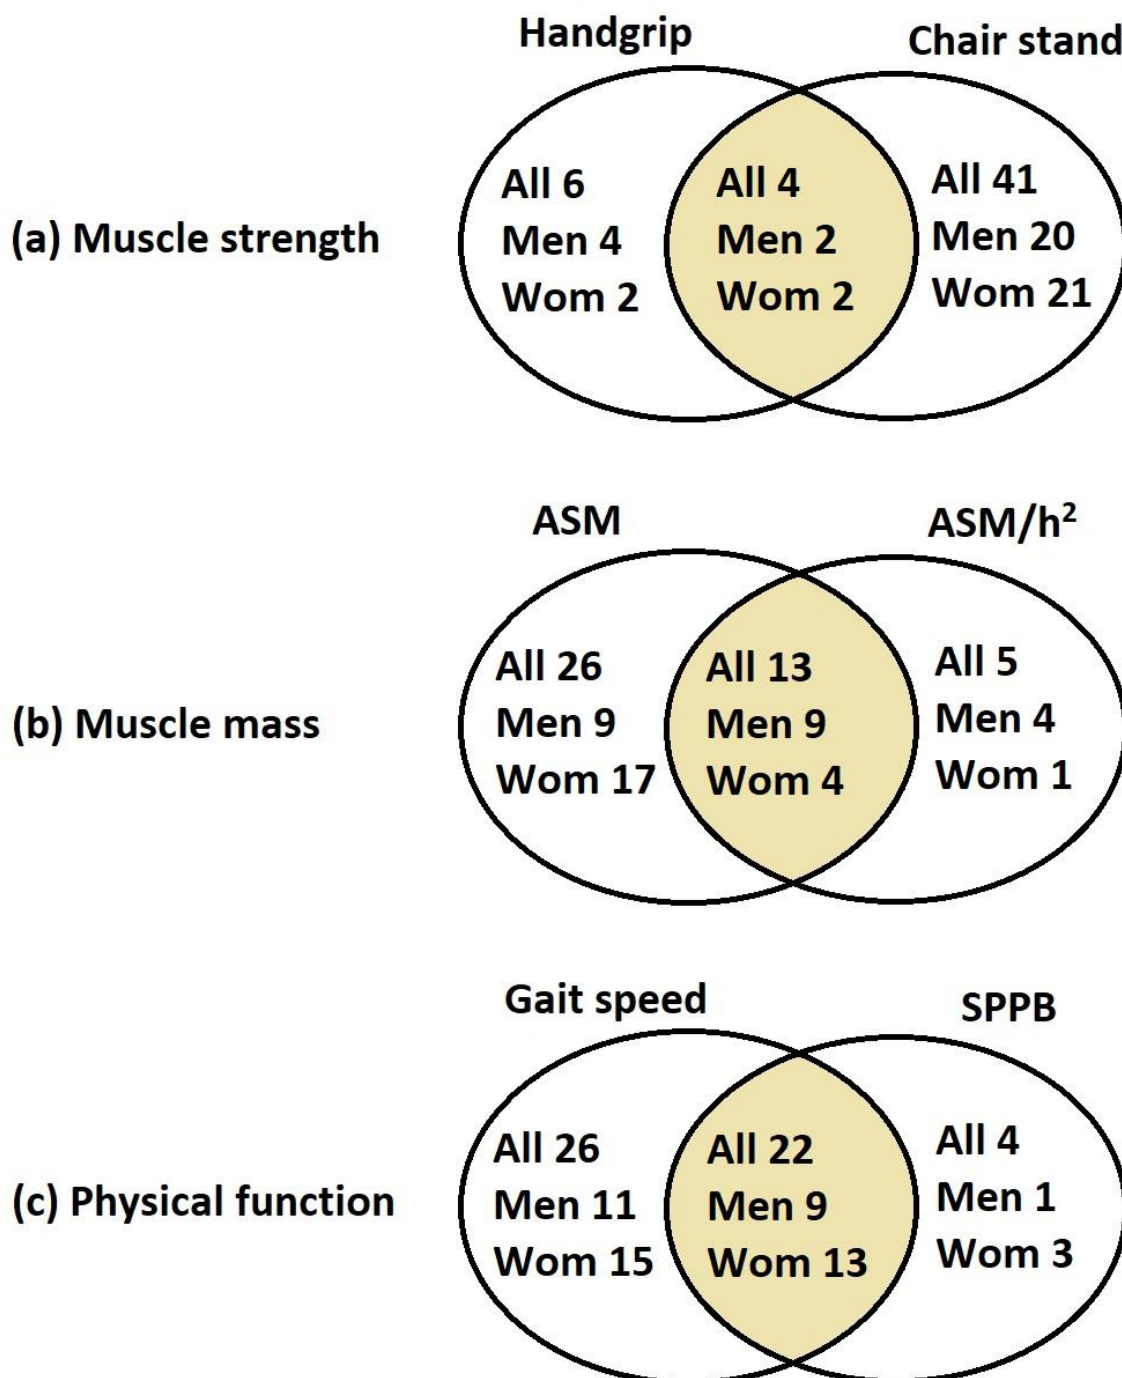 Handgrip
Chair stand
(a) Muscle strength
All 6
Men 4
Wom 2
All 4
Men 2
Wom 2
All 41
Men 20
Wom 21
ASM
ASM/h²
(b) Muscle mass
All 26
Men 9
Wom 17
All 13
Men 9
Wom 4
All 5
Men 4
Wom 1
Gait speed
SPPB
(c) Physical function
All 26
Men 11
Wom 15
All 22
Men 9
Wom 13
All 4
Men 1
Wom 3